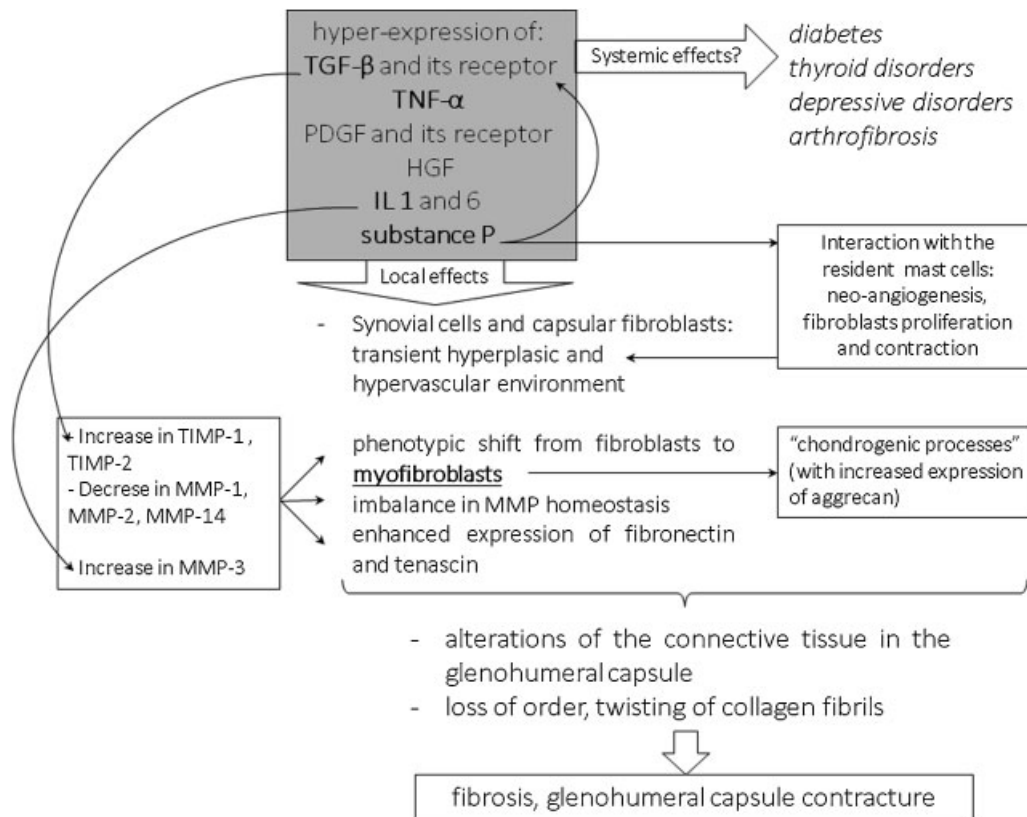 hyper-expression of:
TGF-β and its receptor
TNF-α
PDGF and its receptor
HGF
IL 1 and 6
substance P
Systemic effects?
diabetes
thyroid disorders
depressive disorders
arthrofibrosis
Local effects
Interaction with the
resident mast cells:
neo-angiogenesis,
fibroblasts proliferation
and contraction
- Synovial cells and capsular fibroblasts:
transient hyperplasic and
hypervascular environment
- Increase in TIMP-1 ,
TIMP-2
- Decrese in MMP-1,
MMP-2, MMP-14
Increase in MMP-3
phenotypic shift from fibroblasts to
myofibroblasts
imbalance in MMP homeostasis
enhanced expression of fibronectin
and tenascin
"chondrogenic processes"
(with increased expression
of aggrecan)
- alterations of the connective tissue in the
glenohumeral capsule
- loss of order, twisting of collagen fibrils
fibrosis, glenohumeral capsule contracture